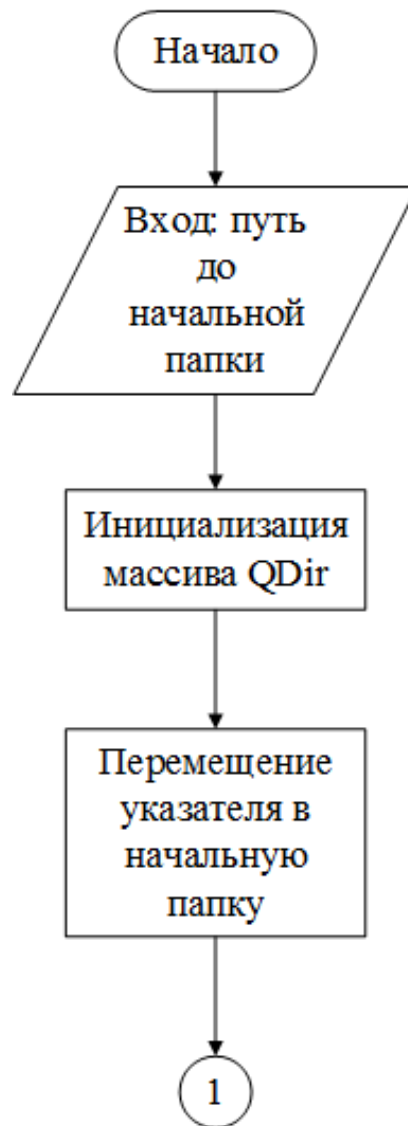 Начало
Вход: путь
до
начальной
папки
Инициализация
массива QDir
Перемещение
указателя в
начальную
папку
1